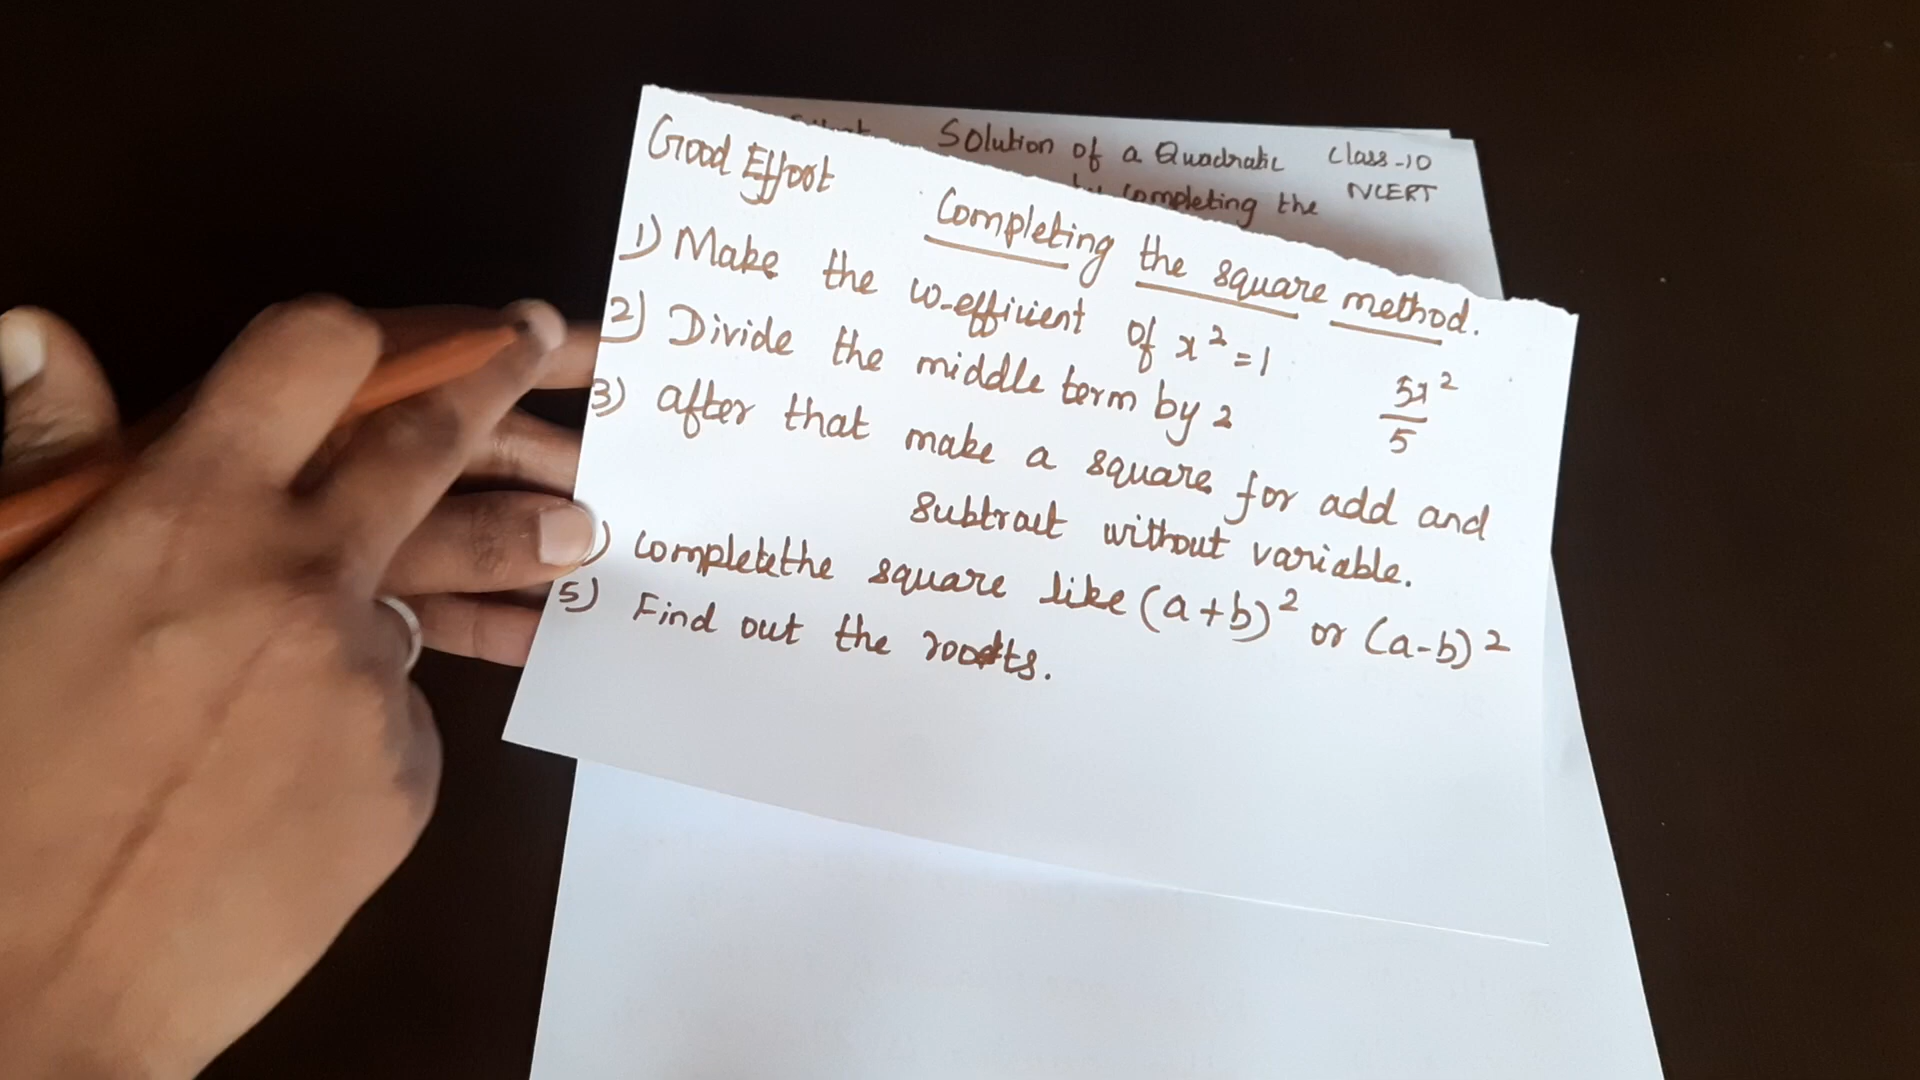 Solution of a Quadratic Class-10
completing the NCERT
Good Effort
Completing the square method.
1) Make the co-efficient of x² = 1
2) Divide the middle term by 2
5x²
5
3) after that make a square for add and
subtract without variable.
) complete the square like (a+b)² or (a-b)²
5) Find out the roots.